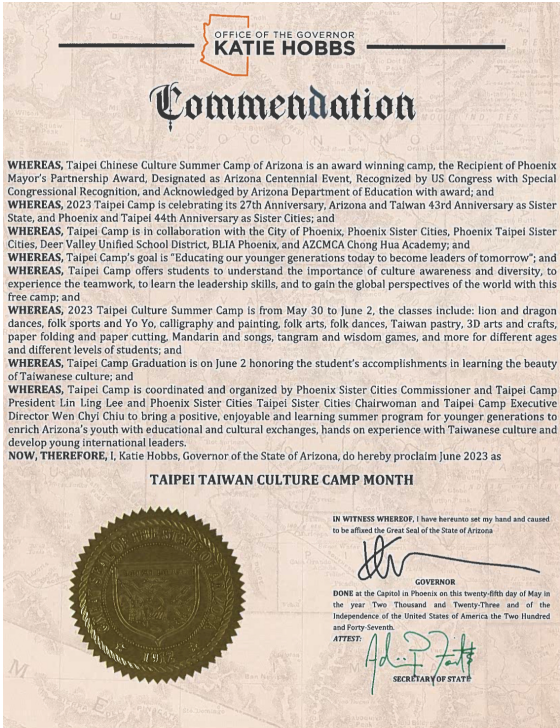 OFFICE OF THE GOVERNOR
KATIE HOBBS
Commendation
WHEREAS, Taipei Chinese Culture Summer Camp of Arizona is an award winning camp, the Recipient of Phoenix
Mayor's Partnership Award, Designated as Arizona Centennial Event, Recognized by US Congress with Special
Congressional Recognition, and Acknowledged by Arizona Department of Education with award; and
WHEREAS, 2023 Taipei Camp is celebrating its 27th Anniversary, Arizona and Taiwan 43rd Anniversary as Sister
State, and Phoenix and Taipei 44th Anniversary as Sister Cities; and
WHEREAS, Taipei Camp is in collaboration with the City of Phoenix, Phoenix Sister Cities, Phoenix Taipei Sister
Cities, Deer Valley Unified School District, BLIA Phoenix, and AZCMCA Chong Hua Academy; and
WHEREAS, Taipei Camp's goal is "Educating our younger generations today to become leaders of tomorrow"; and
WHEREAS, Taipei Camp offers students to understand the importance of culture awareness and diversity, to
experience the teamwork, to learn the leadership skills, and to gain the global perspectives of the world with this
free camp; and
WHEREAS, 2023 Taipei Culture Summer Camp is from May 30 to June 2, the classes include: lion and dragon
dances, folk sports and Yo Yo, calligraphy and painting, folk arts, folk dances, Taiwan pastry, 3D arts and crafts,
paper folding and paper cutting, Mandarin and songs, tangram and wisdom games, and more for different ages
and different levels of students; and
WHEREAS, Taipei Camp Graduation is on June 2 honoring the student's accomplishments in learning the beauty
of Taiwanese culture; and
WHEREAS, Taipei Camp is coordinated and organized by Phoenix Sister Cities Commissioner and Taipei Camp
President Lin Ling Lee and Phoenix Sister Cities Taipei Sister Cities Chairwoman and Taipei Camp Executive
Director Wen Chyi Chiu to bring a positive, enjoyable and learning summer program for younger generations to
enrich Arizona's youth with educational and cultural exchanges, hands on experience with Taiwanese culture and
develop young international leaders.
NOW, THEREFORE, I, Katie Hobbs, Governor of the State of Arizona, do hereby proclaim June 2023 as
TAIPEI TAIWAN CULTURE CAMP MONTH
IN WITNESS WHEREOF, I have hereunto set my hand and caused
to be affixed the Great Seal of the State of Arizona
GOVERNOR
DONE at the Capitol in Phoenix on this twenty-fifth day of May in
the year Two Thousand and Twenty-Three and of the
Independence of the United States of America the Two Hundred
and Forty-Seventh.
ATTEST:
SECRETARY OF STATE